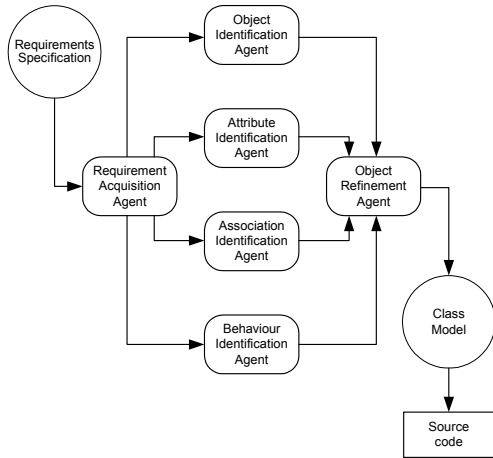 Requirements
Specification
Object
Identification
Agent
Attribute
Identification
Agent
Requirement
Acquisition
Agent
Object
Refinement
Agent
Association
Identification
Agent
Behaviour
Identification
Agent
Class
Model
Source
code